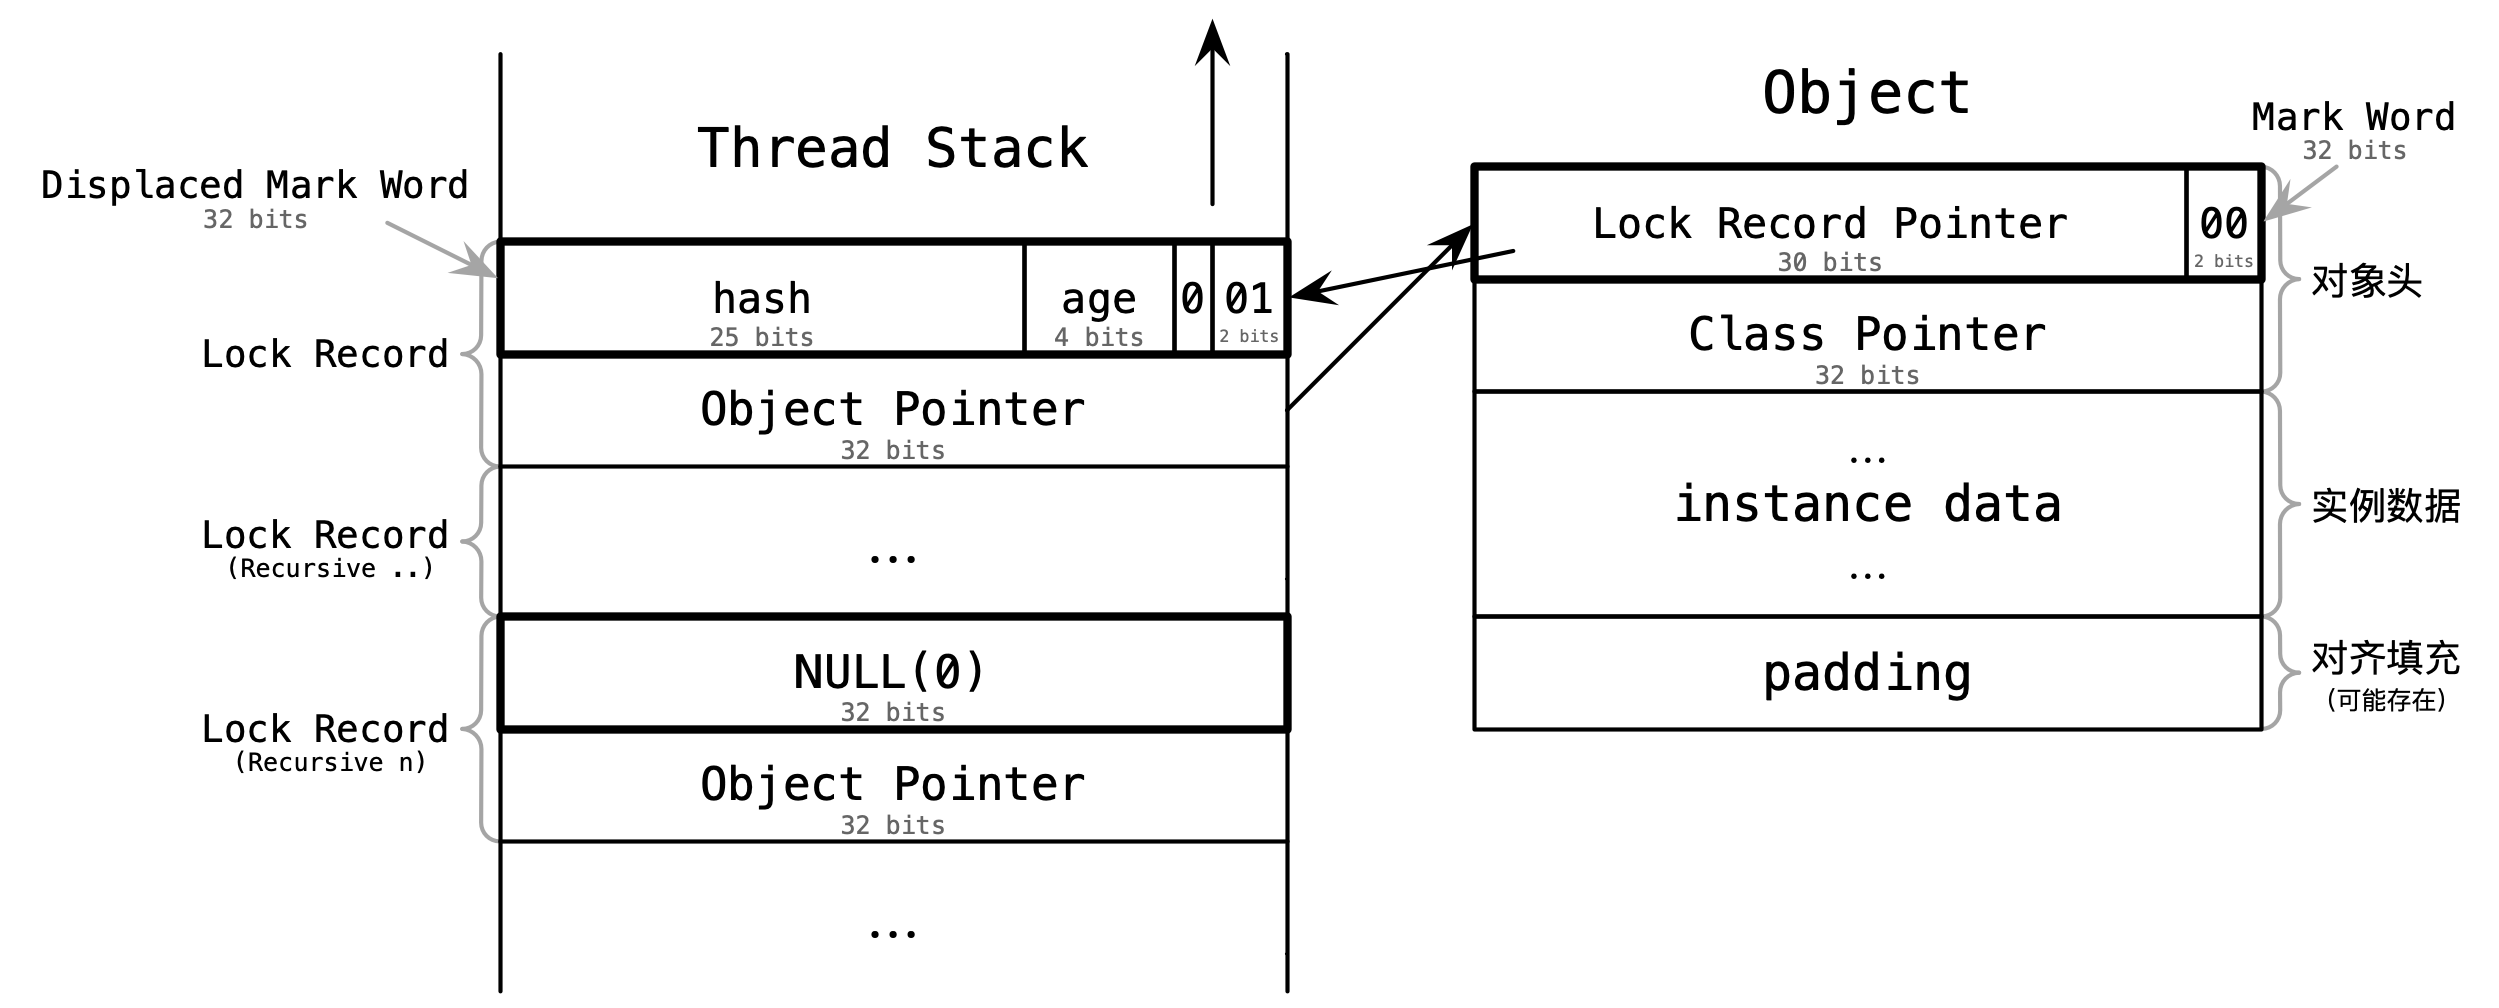 Thread Stack
Displaced Mark Word
32 bits
hash
25 bits
age
4 bits
0
01
2 bits
Lock Record
Object Pointer
32 bits
Lock Record
(Recursive ..)
...
NULL(0)
32 bits
Lock Record
(Recursive n)
Object Pointer
32 bits
...
Object
Mark Word
32 bits
Lock Record Pointer
30 bits
00
2 bits
对象头
Class Pointer
32 bits
...
instance data
...
实例数据
padding
对齐填充
(可能存在)